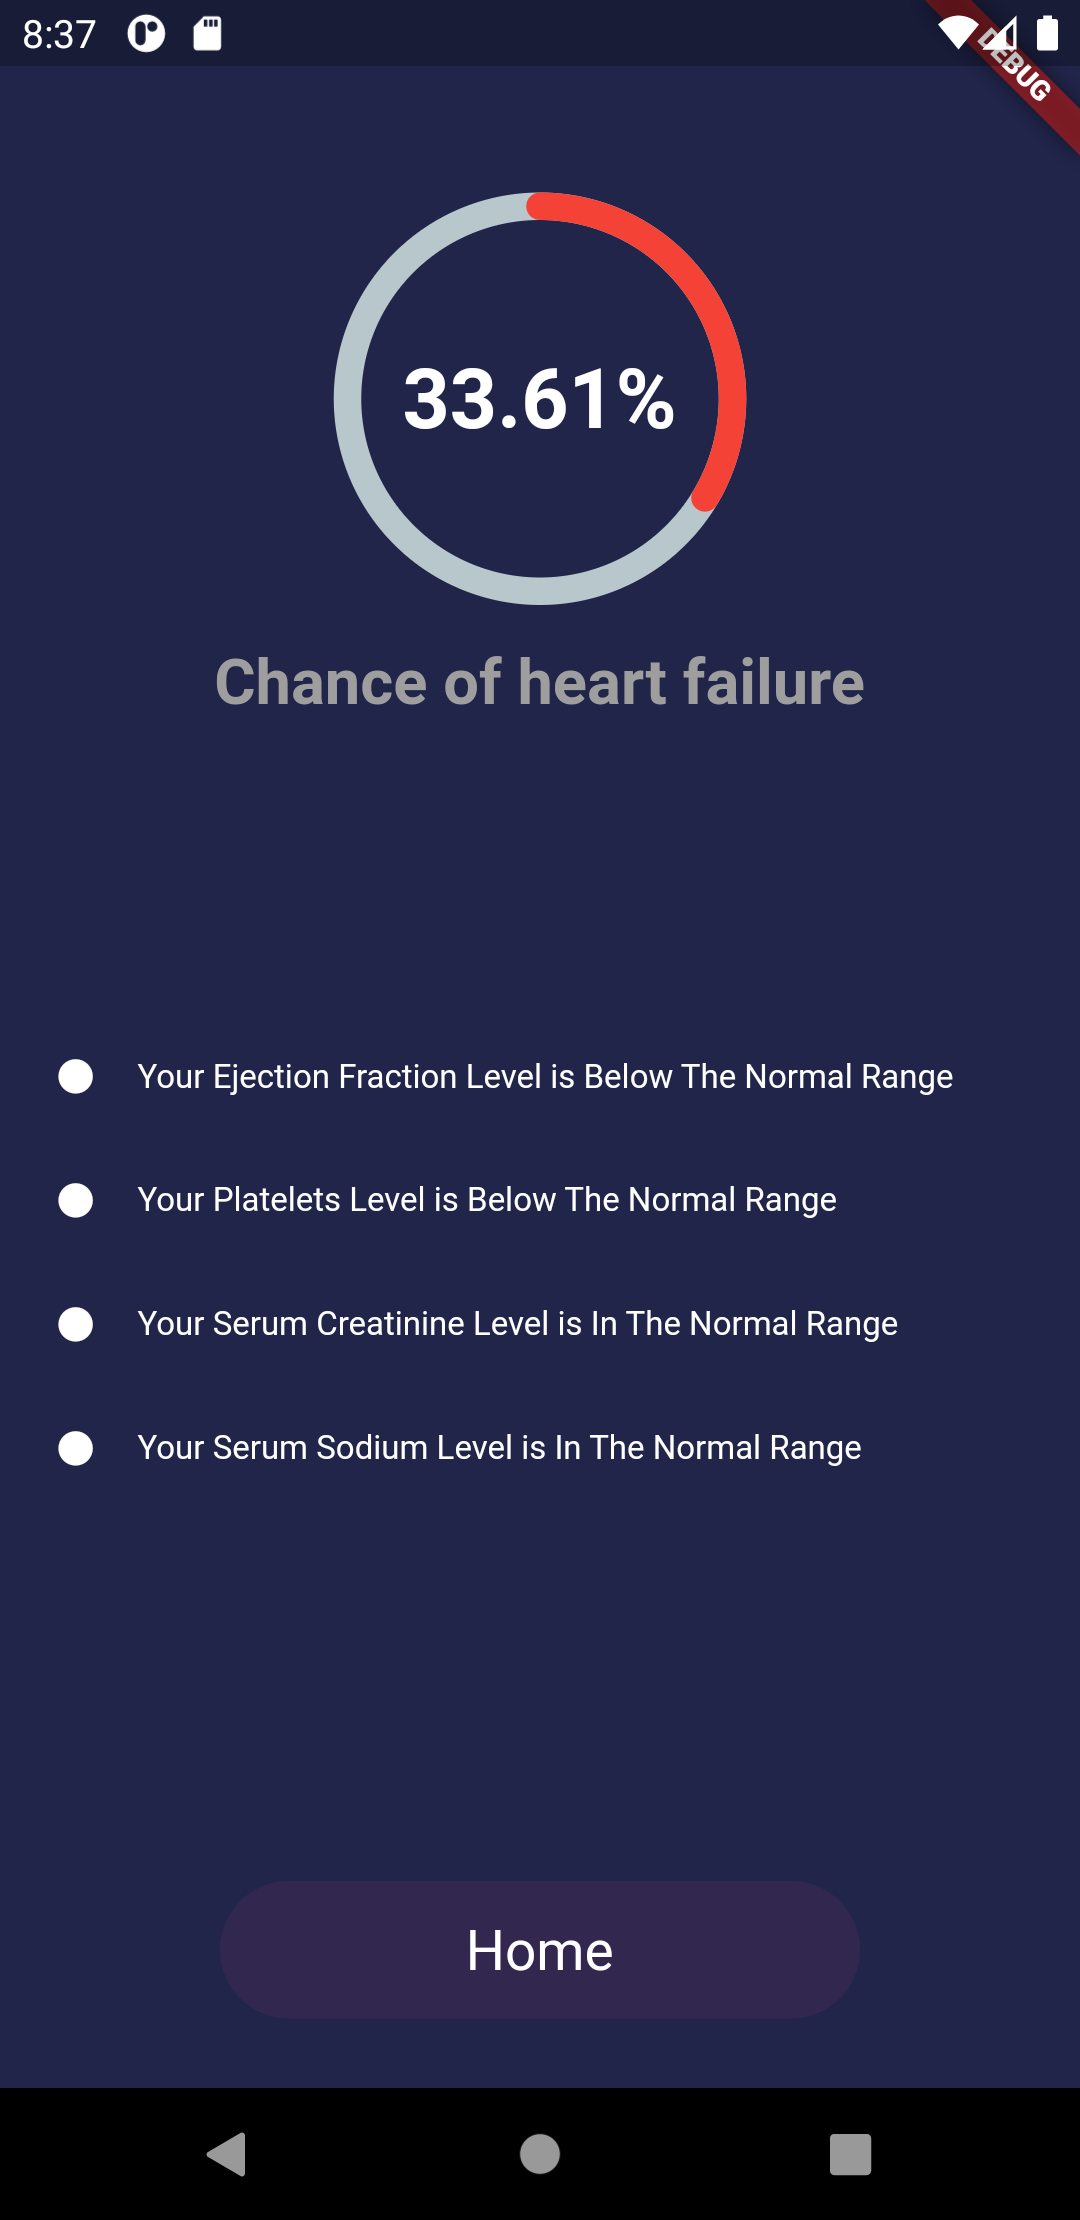 8:37
DEBUG
33.61%
Chance of heart failure
Your Ejection Fraction Level is Below The Normal Range
Your Platelets Level is Below The Normal Range
Your Serum Creatinine Level is In The Normal Range
Your Serum Sodium Level is In The Normal Range
Home